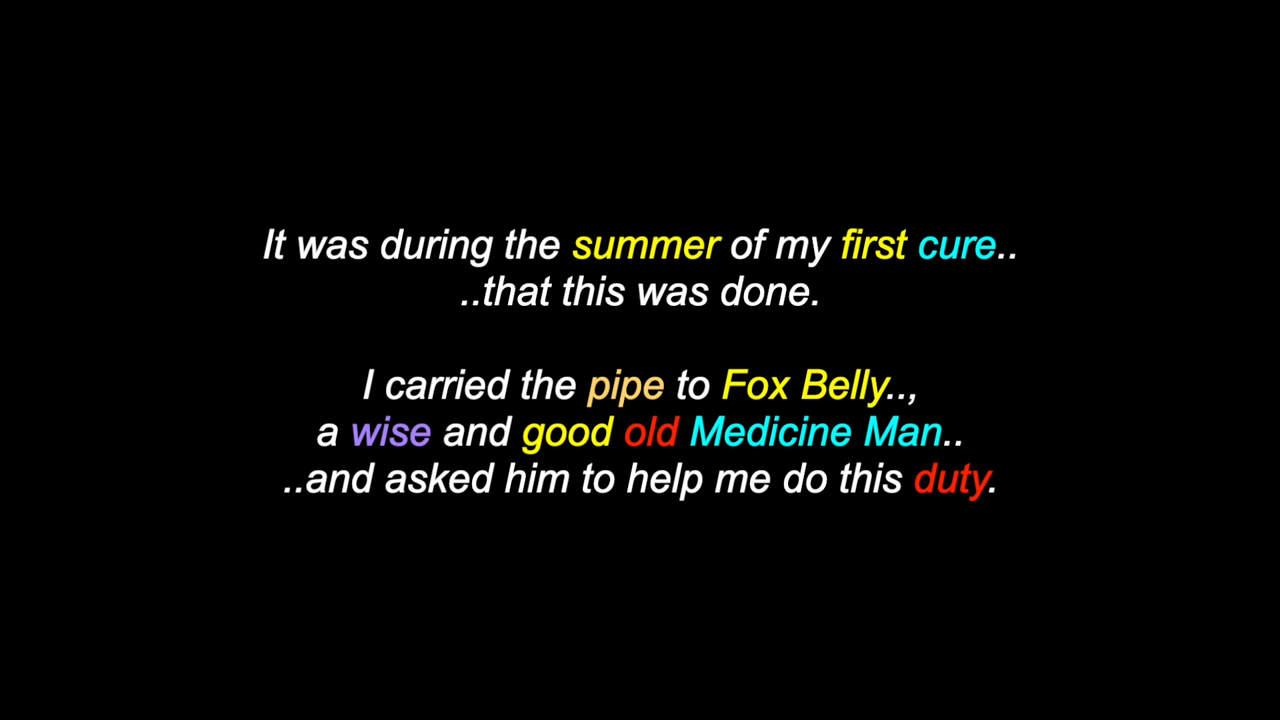 It was during the summer of my first cure..
..that this was done.
I carried the pipe to Fox Belly..,
a wise and good old Medicine Man..
..and asked him to help me do this duty.